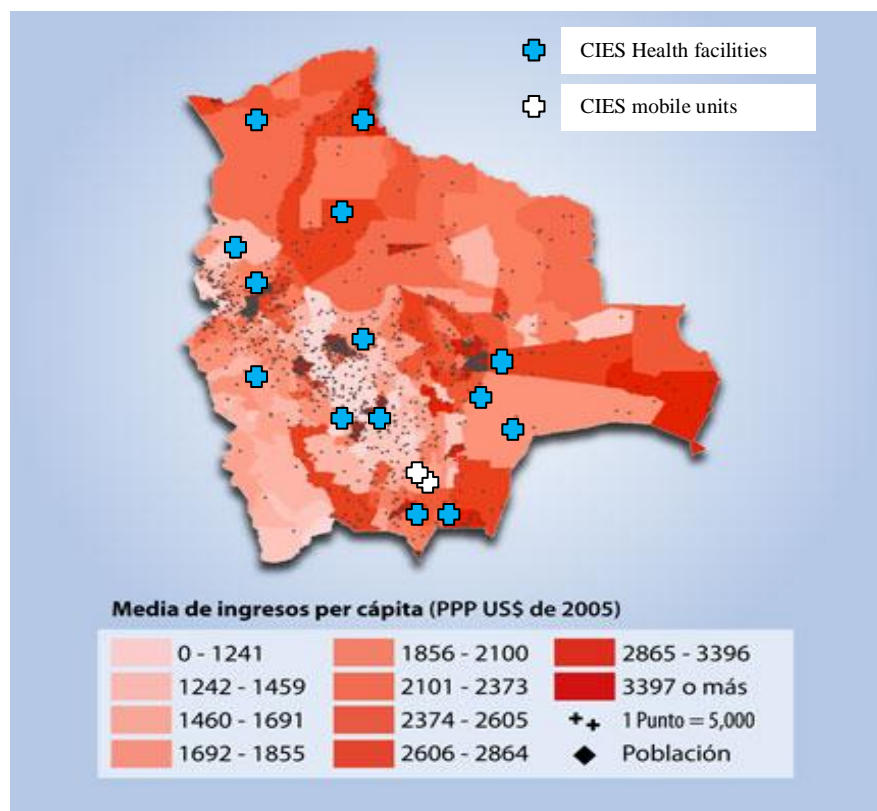 CIES Health facilities
CIES mobile units
Media de ingresos per cápita (PPP US$ de 2005)
0 - 1241
1242 - 1459
1460 - 1691
1692 - 1855
1856 - 2100
2101 - 2373
2374 - 2605
2606 - 2864
2865 - 3396
3397 o más
1 Punto = 5,000
Población